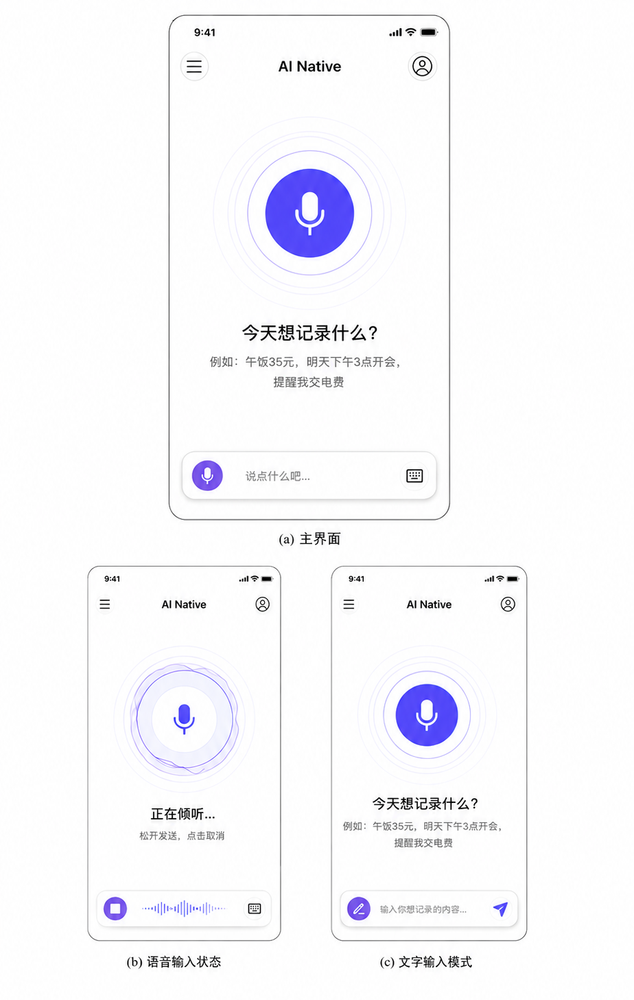 9:41
AI Native
今天想记录什么?
例如：午饭35元，明天下午3点开会，
提醒我交电费
说点什么吧...
(a) 主界面
9:41
AI Native
正在倾听...
松开发送，点击取消
(b) 语音输入状态
9:41
AI Native
今天想记录什么?
例如：午饭35元，明天下午3点开会，
提醒我交电费
输入你想记录的内容...
(c) 文字输入模式